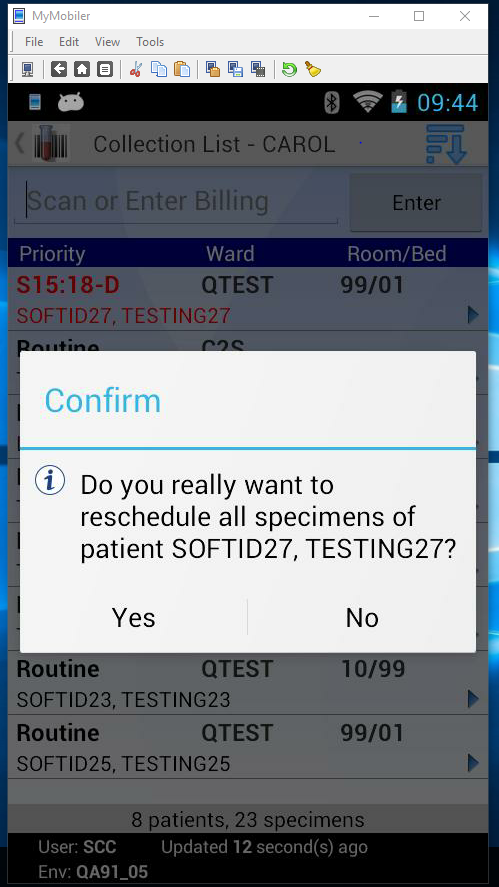 MyMobiler
File Edit View Tools
09:44
Collection List - CAROL
Scan or Enter Billing
Enter
Priority Ward Room/Bed
S15:18-D QTEST 99/01
SOFTID27, TESTING27
Routine C2S
Confirm
Do you really want to
reschedule all specimens of
patient SOFTID27, TESTING27?
Yes No
Routine QTEST 10/99
SOFTID23, TESTING23
Routine QTEST 99/01
SOFTID25, TESTING25
8 patients, 23 specimens
User: SCC Updated 12 second(s) ago
Env: QA91_05